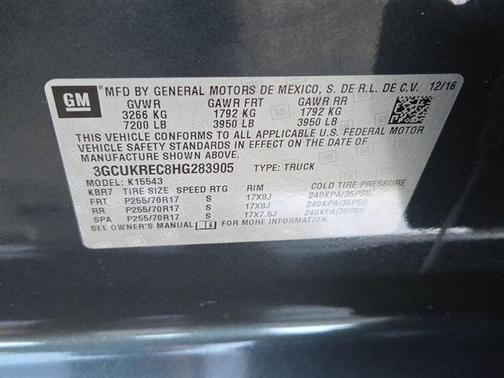 GM
MFD BY GENERAL MOTORS DE MEXICO, S. DE R.L. DE C.V. 12/16
GVWR GAWR FRT GAWR RR
3266 KG 1792 KG 1792 KG
7200 LB 3950 LB 3950 LB
THIS VEHICLE CONFORMS TO ALL APPLICABLE U.S. FEDERAL MOTOR
VEHICLE SAFETY STANDARDS IN EFFECT ON THE DATE OF
MANUFACTURE SHOWN ABOVE.
3GCUKREC8HG283905 TYPE: TRUCK
MODEL: K15543
KBR7 TIRE SIZE SPEED RTG RIM COLD TIRE PRESSURE
FRT P255/70R17 S 17X8J 240KPA(35PSI)
RR P255/70R17 S 17X8J 240KPA(35PSI)
SPA P255/70R17 S 17X7.5J 240KPA(35PSI)
SEE OWNER'S MANUAL FOR MORE INFORMATION.